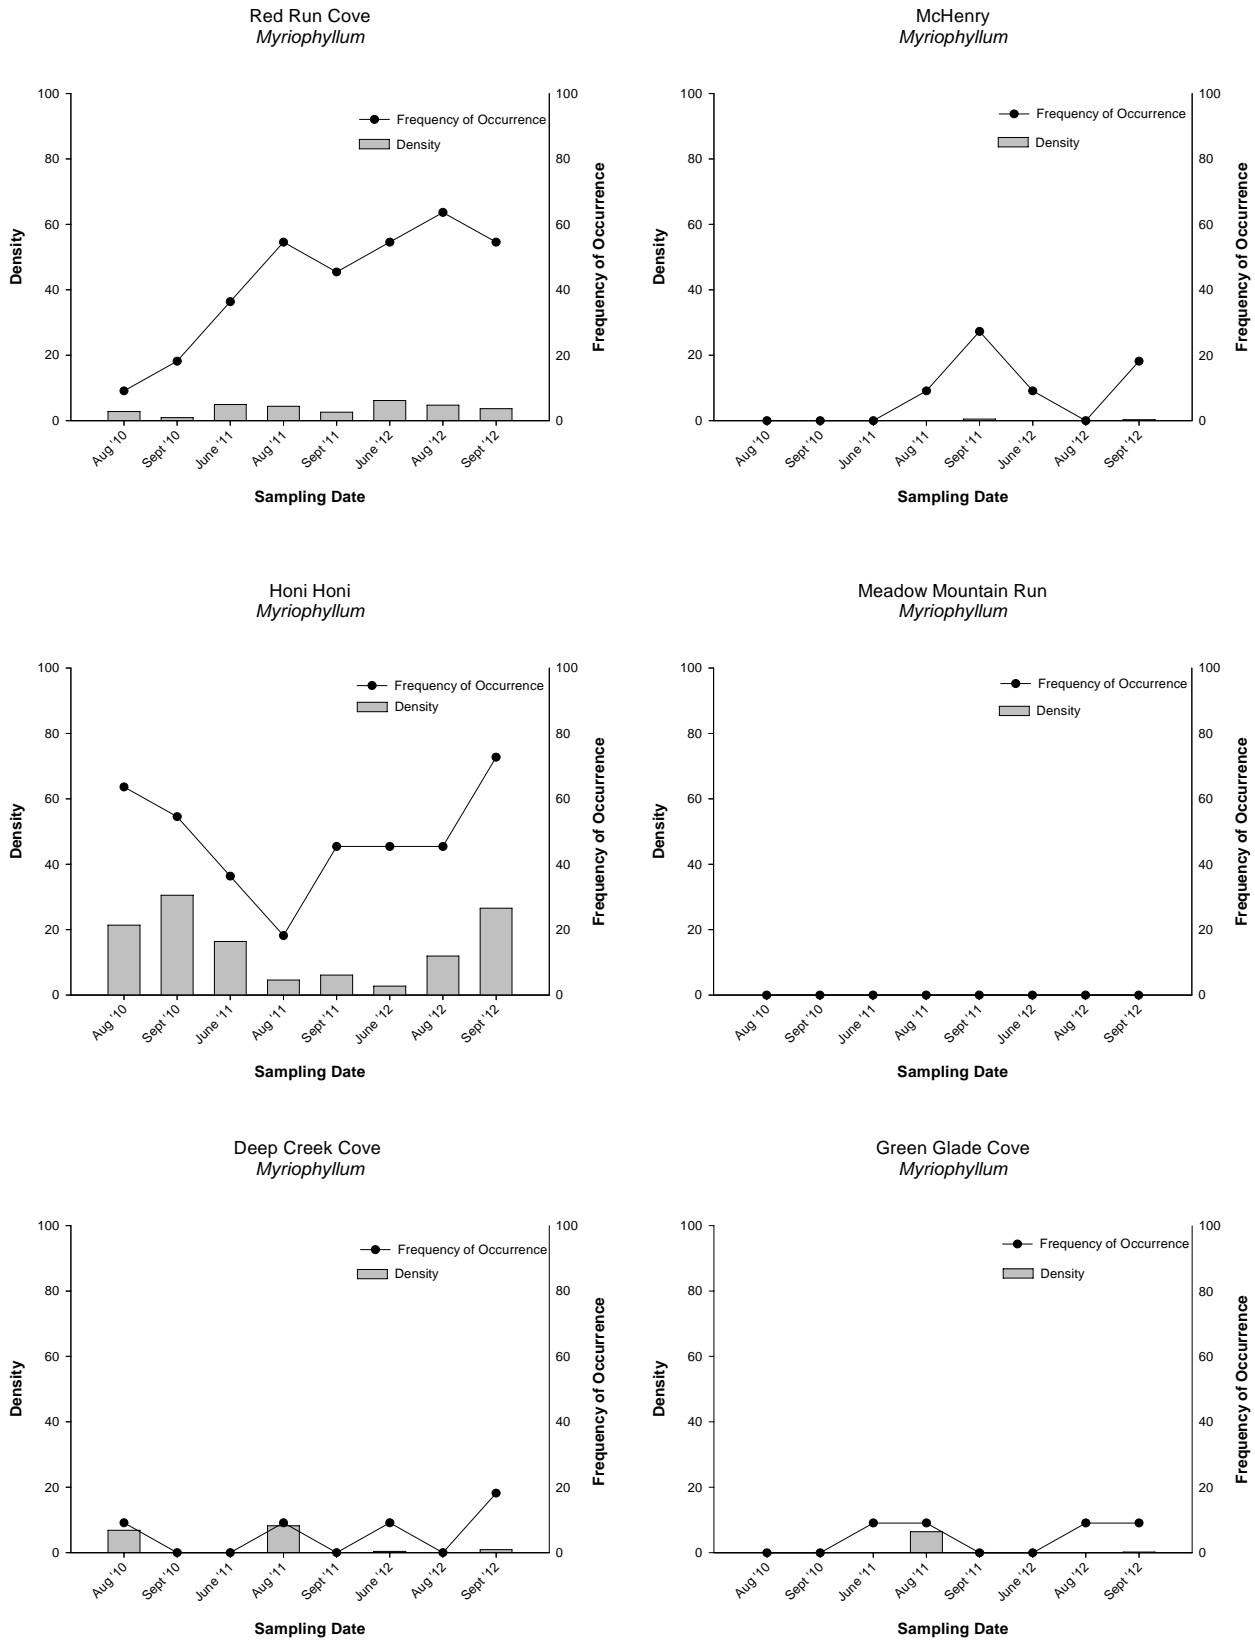 Red Run Cove
Myriophyllum
100
80
60
40
20
0
Density
100
80
60
40
20
0
Frequency of Occurrence
Frequency of Occurrence
Density
Aug '10
Sept '10
June '11
Aug '11
Sept '11
June '12
Aug '12
Sept '12
Sampling Date
McHenry
Myriophyllum
100
80
60
40
20
0
Density
100
80
60
40
20
0
Frequency of Occurrence
Frequency of Occurrence
Density
Aug '10
Sept '10
June '11
Aug '11
Sept '11
June '12
Aug '12
Sept '12
Sampling Date
Honi Honi
Myriophyllum
100
80
60
40
20
0
Density
100
80
60
40
20
0
Frequency of Occurrence
Frequency of Occurrence
Density
Aug '10
Sept '10
June '11
Aug '11
Sept '11
June '12
Aug '12
Sept '12
Sampling Date
Meadow Mountain Run
Myriophyllum
100
80
60
40
20
0
Density
100
80
60
40
20
0
Frequency of Occurrence
Frequency of Occurrence
Density
Aug '10
Sept '10
June '11
Aug '11
Sept '11
June '12
Aug '12
Sept '12
Sampling Date
Deep Creek Cove
Myriophyllum
100
80
60
40
20
0
Density
100
80
60
40
20
0
Frequency of Occurrence
Frequency of Occurrence
Density
Aug '10
Sept '10
June '11
Aug '11
Sept '11
June '12
Aug '12
Sept '12
Sampling Date
Green Glade Cove
Myriophyllum
100
80
60
40
20
0
Density
100
80
60
40
20
0
Frequency of Occurrence
Frequency of Occurrence
Density
Aug '10
Sept '10
June '11
Aug '11
Sept '11
June '12
Aug '12
Sept '12
Sampling Date